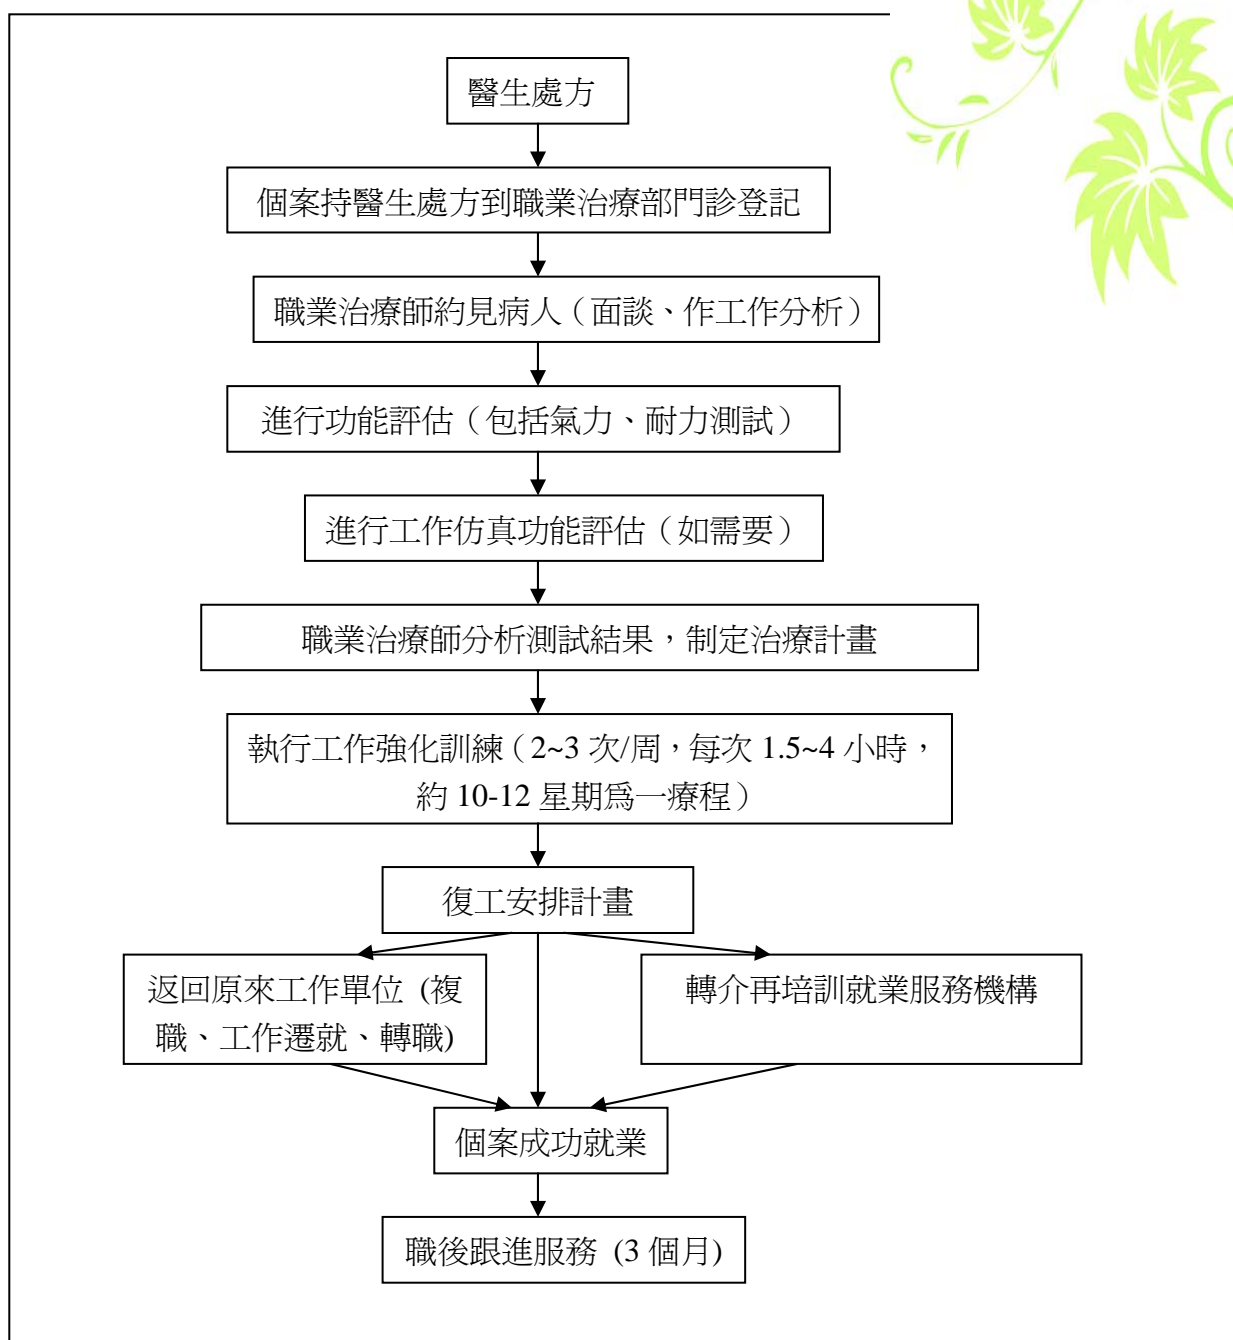 醫生處方
個案持醫生處方到職業治療部門診登記
職業治療師約見病人（面談、作工作分析）
進行功能評估（包括氣力、耐力測試）
進行工作仿真功能評估（如需要）
職業治療師分析測試結果，制定治療計畫
執行工作強化訓練（2~3 次/周，每次 1.5~4 小時，
約 10-12 星期爲一療程）
復工安排計畫
返回原來工作單位 (複
職、工作遷就、轉職)
轉介再培訓就業服務機構
個案成功就業
職後跟進服務 (3 個月)